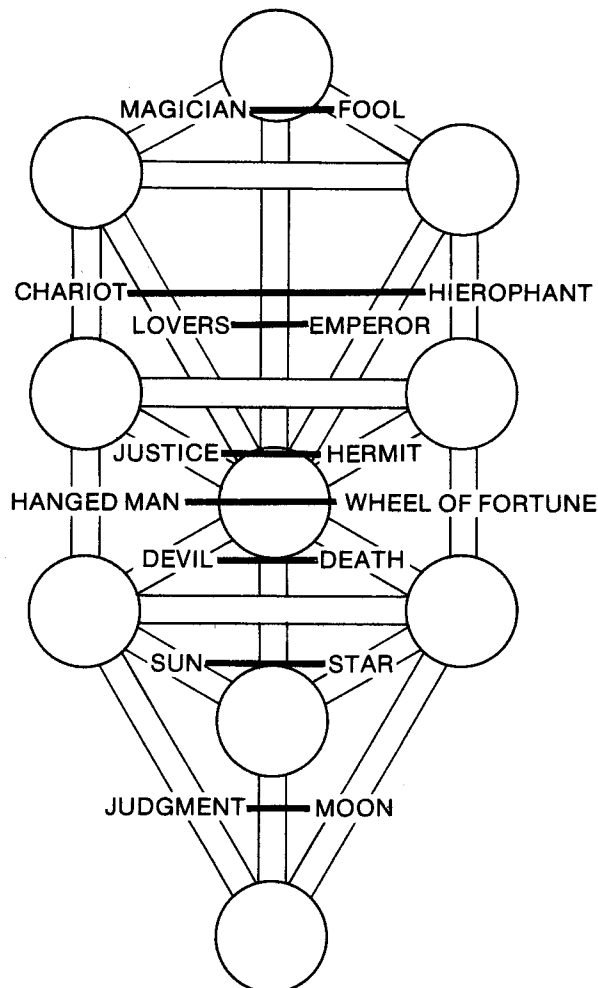 MAGICIAN FOOL
CHARIOT HIEROPHANT
LOVERS EMPEROR
JUSTICE HERMIT
HANGED MAN WHEEL OF FORTUNE
DEVIL DEATH
SUN STAR
JUDGMENT MOON